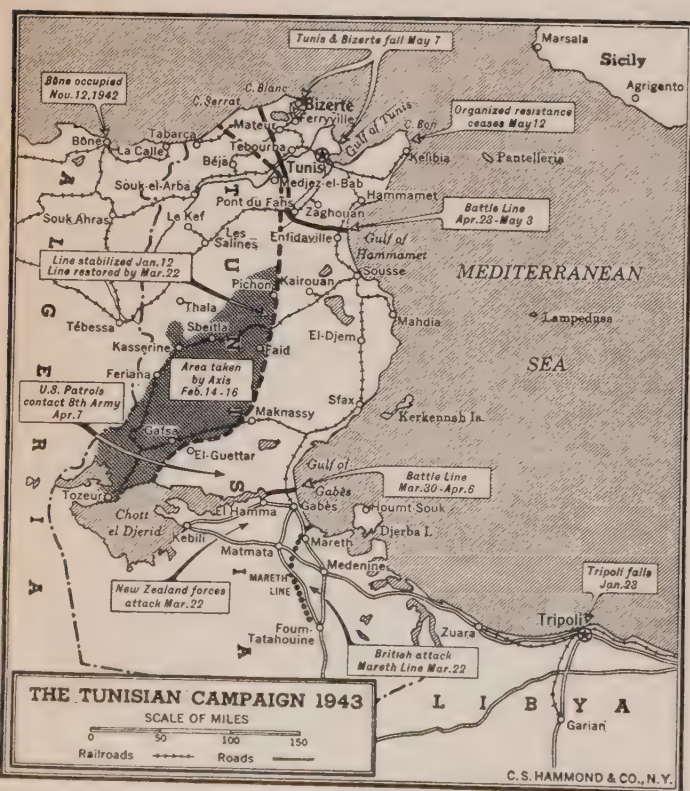 Marsala
Sicily
Agrigento
Tunis & Bizerte fall May 7
Bône occupied
Nov. 12, 1942
C. Blanc
C. Serrat
Bizerte
Ferryville
Mateur
Gulf of Tunis
C. Bon
Organized resistance
ceases May 12
Bône
La Calle
Tabarca
Tebourba
Tunis
Kelibia
Pantelleria
Béja
Medjez-el-Bab
Souk-el-Arba
Pont du Fahs
Hammamet
Zaghouan
Battle Line
Apr. 23-May 3
Souk Ahras
Le Kef
Les
Salines
Enfidaville
Gulf of
Hammamet
Line stabilized Jan. 12
Line restored by Mar. 22
Pichon
Kairouan
Sousse
MEDITERRANEAN
SEA
Thala
Tébessa
Sbeitla
Mahdia
Lampedusa
Kasserine
Faid
El-Djem
Feriana
Area taken
by Axis
Feb. 14-16
U.S. Patrols
contact 8th Army
Apr. 7
Maknassy
Sfax
Kerkennah Is.
Gafsa
El-Guettar
Gulf of
Gabès
Battle Line
Mar. 30-Apr. 6
Tozeur
Chott
el Djerid
El Hamma
Gabès
Houmt Souk
Djerba I.
Kebili
Mareth
Matmata
Medenine
MARETH
LINE
New Zealand forces
attack Mar. 22
Foum-
Tatahouine
British attack
Mareth Line Mar. 22
Zuara
Tripoli
Tripoli falls
Jan. 23
Garian
ALGERIA
TUNISIA
LIBYA
THE TUNISIAN CAMPAIGN 1943
SCALE OF MILES
0 50 100 150
Railroads Roads
C. S. HAMMOND & CO., N. Y.